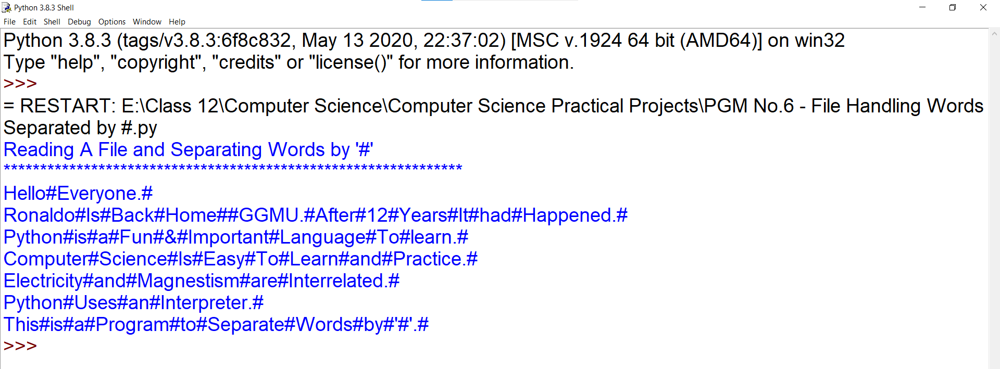 Python 3.8.3 Shell
File Edit Shell Debug Options Window Help
Python 3.8.3 (tags/v3.8.3:6f8c832, May 13 2020, 22:37:02) [MSC v.1924 64 bit (AMD64)] on win32
Type "help", "copyright", "credits" or "license()" for more information.
>>>
= RESTART: E:\Class 12\Computer Science\Computer Science Practical Projects\PGM No.6 - File Handling Words
Separated by #.py
Reading A File and Separating Words by '#'
***************************************************************
Hello#Everyone.#
Ronaldo#Is#Back#Home##GGMU.#After#12#Years#It#had#Happened.#
Python#is#a#Fun#&#Important#Language#To#learn.#
Computer#Science#Is#Easy#To#Learn#and#Practice.#
Electricity#and#Magnestism#are#Interrelated.#
Python#Uses#an#Interpreter.#
This#is#a#Program#to#Separate#Words#by#'#'.#
>>>